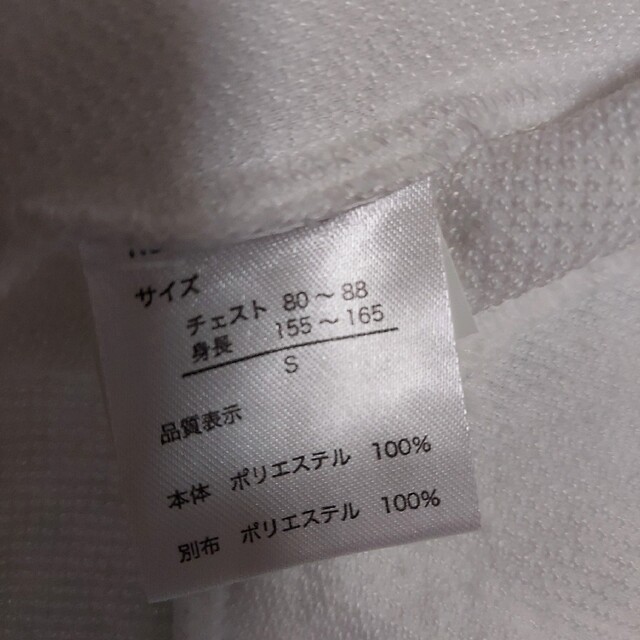 サイズ
チェスト 80～88
身長 155～165
S
品質表示
本体 ポリエステル 100%
別布 ポリエステル 100%